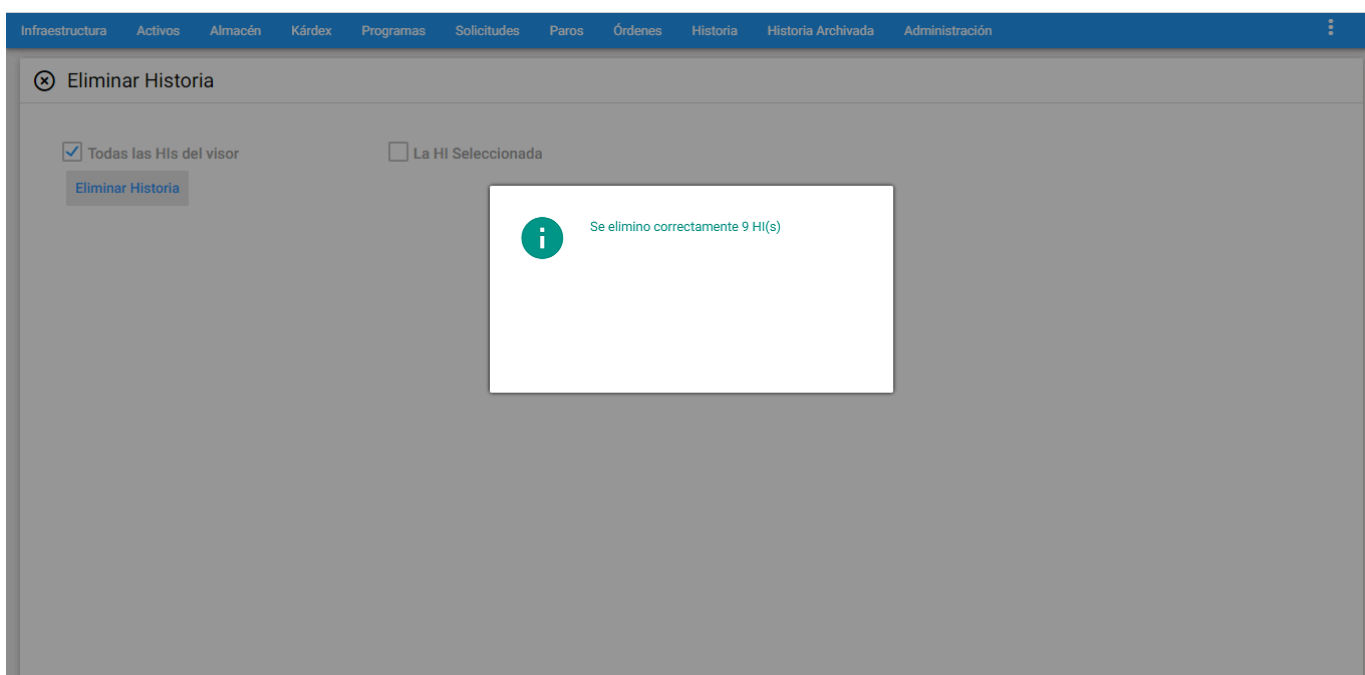 Infraestructura Activos Almacén Kárdex Programas Solicitudes Paros Órdenes Historia Historia Archivada Administración
Eliminar Historia
Todas las HIs del visor La HI Seleccionada
Eliminar Historia
Se elimino correctamente 9 HI(s)